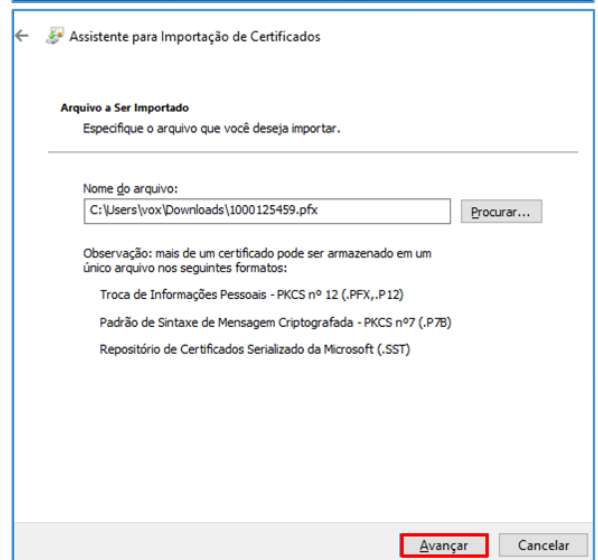 Assistente para Importação de Certificados
Arquivo a Ser Importado
Especifique o arquivo que você deseja importar.
Nome do arquivo:
C:\Users\vox\Downloads\1000125459.pfx
Procurar...
Observação: mais de um certificado pode ser armazenado em um
único arquivo nos seguintes formatos:
Troca de Informações Pessoais - PKCS nº 12 (.PFX,.P12)
Padrão de Sintaxe de Mensagem Criptografada - PKCS nº7 (.P7B)
Repositório de Certificados Serializado da Microsoft (.SST)
Avançar Cancelar